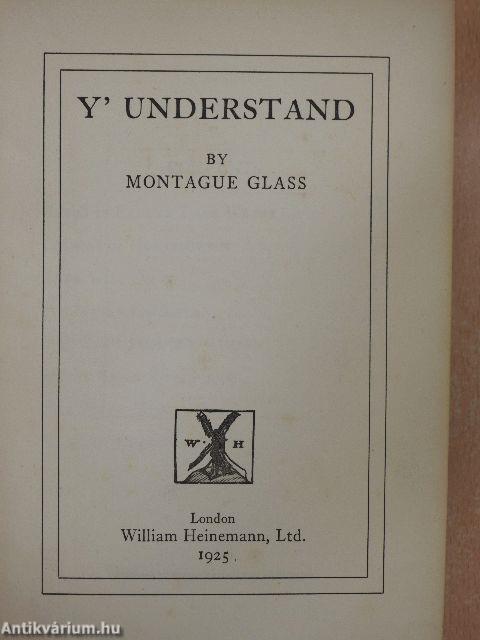 Y' UNDERSTAND
BY
MONTAGUE GLASS
W · H
London
William Heinemann, Ltd.
1925.
Antikvárium.hu